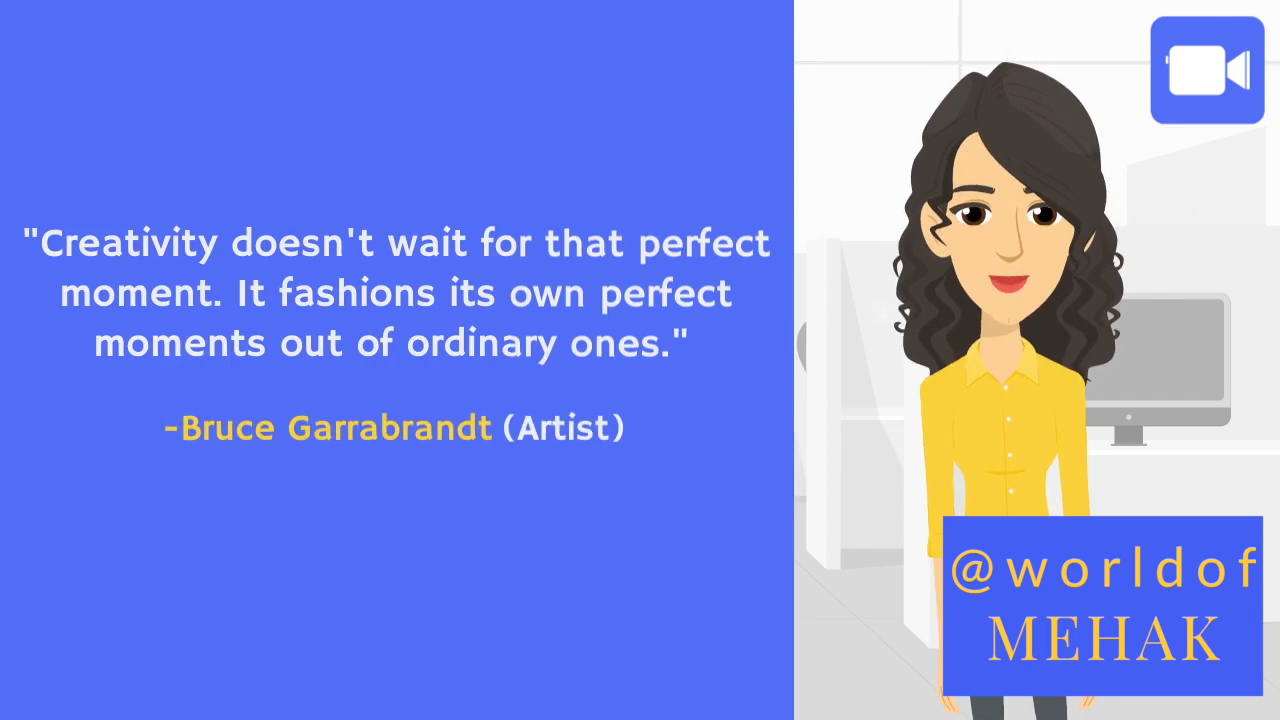 "Creativity doesn't wait for that perfect
moment. It fashions its own perfect
moments out of ordinary ones."
-Bruce Garrabrandt (Artist)
@worldof
MEHAK